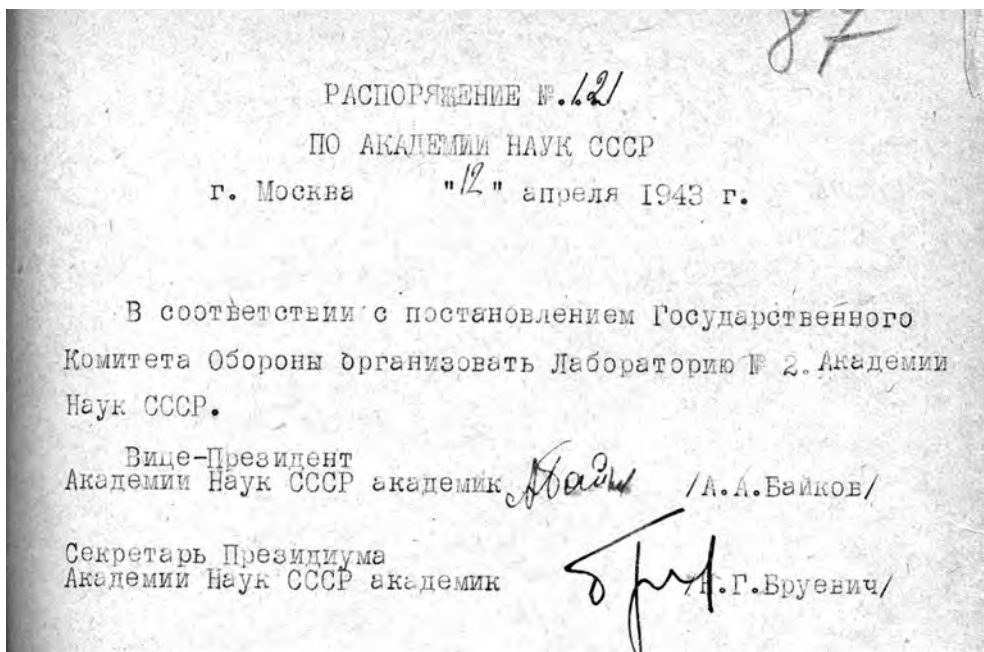 87
РАСПОРЯЖЕНИЕ №.121
ПО АКАДЕМИИ НАУК СССР
г. Москва "12" апреля 1943 г.
В соответствии с постановлением Государственного
Комитета Обороны организовать Лабораторию № 2. Академии
Наук СССР.
Вице-Президент
Академии Наук СССР академик /А.А.Байков/
Секретарь Президиума
Академии Наук СССР академик /Н.Г.Бруевич/